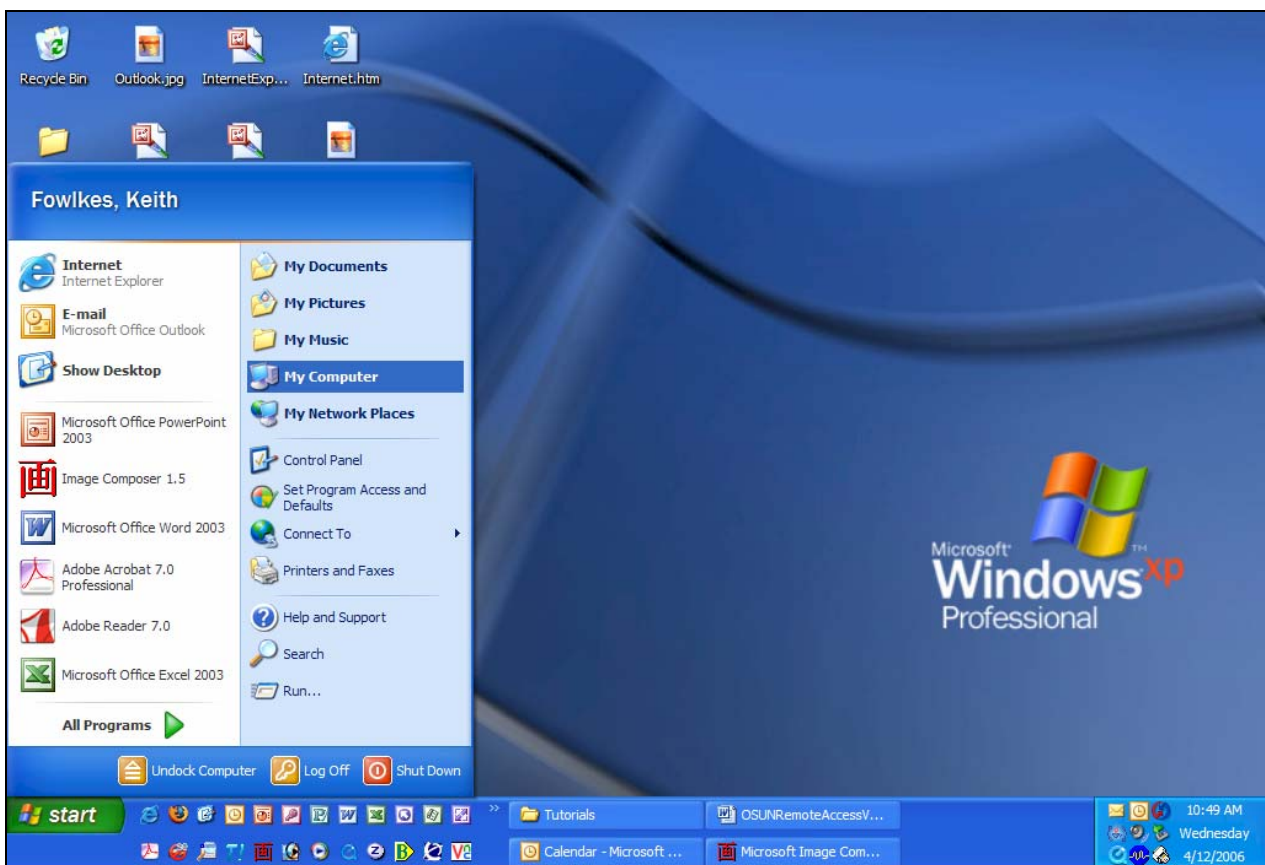 Recycle Bin
Outlook.jpg
InternetExp...
Internet.htm
Fowlkes, Keith
Internet
Internet Explorer
E-mail
Microsoft Office Outlook
Show Desktop
Microsoft Office PowerPoint
2003
画
Image Composer 1.5
Microsoft Office Word 2003
Adobe Acrobat 7.0
Professional
Adobe Reader 7.0
Microsoft Office Excel 2003
All Programs
My Documents
My Pictures
My Music
My Computer
My Network Places
Control Panel
Set Program Access and
Defaults
Connect To
Printers and Faxes
Help and Support
Search
Run...
Undock Computer
Log Off
Shut Down
Microsoft
Windows xp
TM
Professional
start
»
Tutorials
OSUNRemoteAccessV...
Calendar - Microsoft ...
Microsoft Image Com...
10:49 AM
Wednesday
4/12/2006